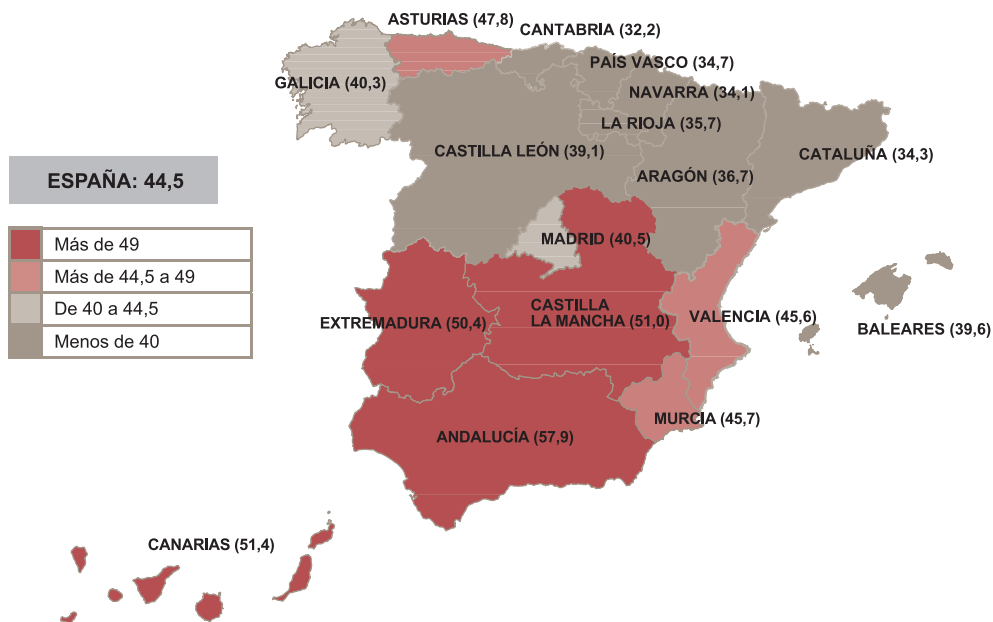 ASTURIAS (47,8)
CANTABRIA (32,2)
PAÍS VASCO (34,7)
GALICIA (40,3)
NAVARRA (34,1)
LA RIOJA (35,7)
CASTILLA LEÓN (39,1)
CATALUÑA (34,3)
ARAGÓN (36,7)
ESPAÑA: 44,5
Más de 49
Más de 44,5 a 49
De 40 a 44,5
Menos de 40
MADRID (40,5)
EXTREMADURA (50,4)
CASTILLA
LA MANCHA (51,0)
VALENCIA (45,6)
BALEARES (39,6)
MURCIA (45,7)
ANDALUCÍA (57,9)
CANARIAS (51,4)